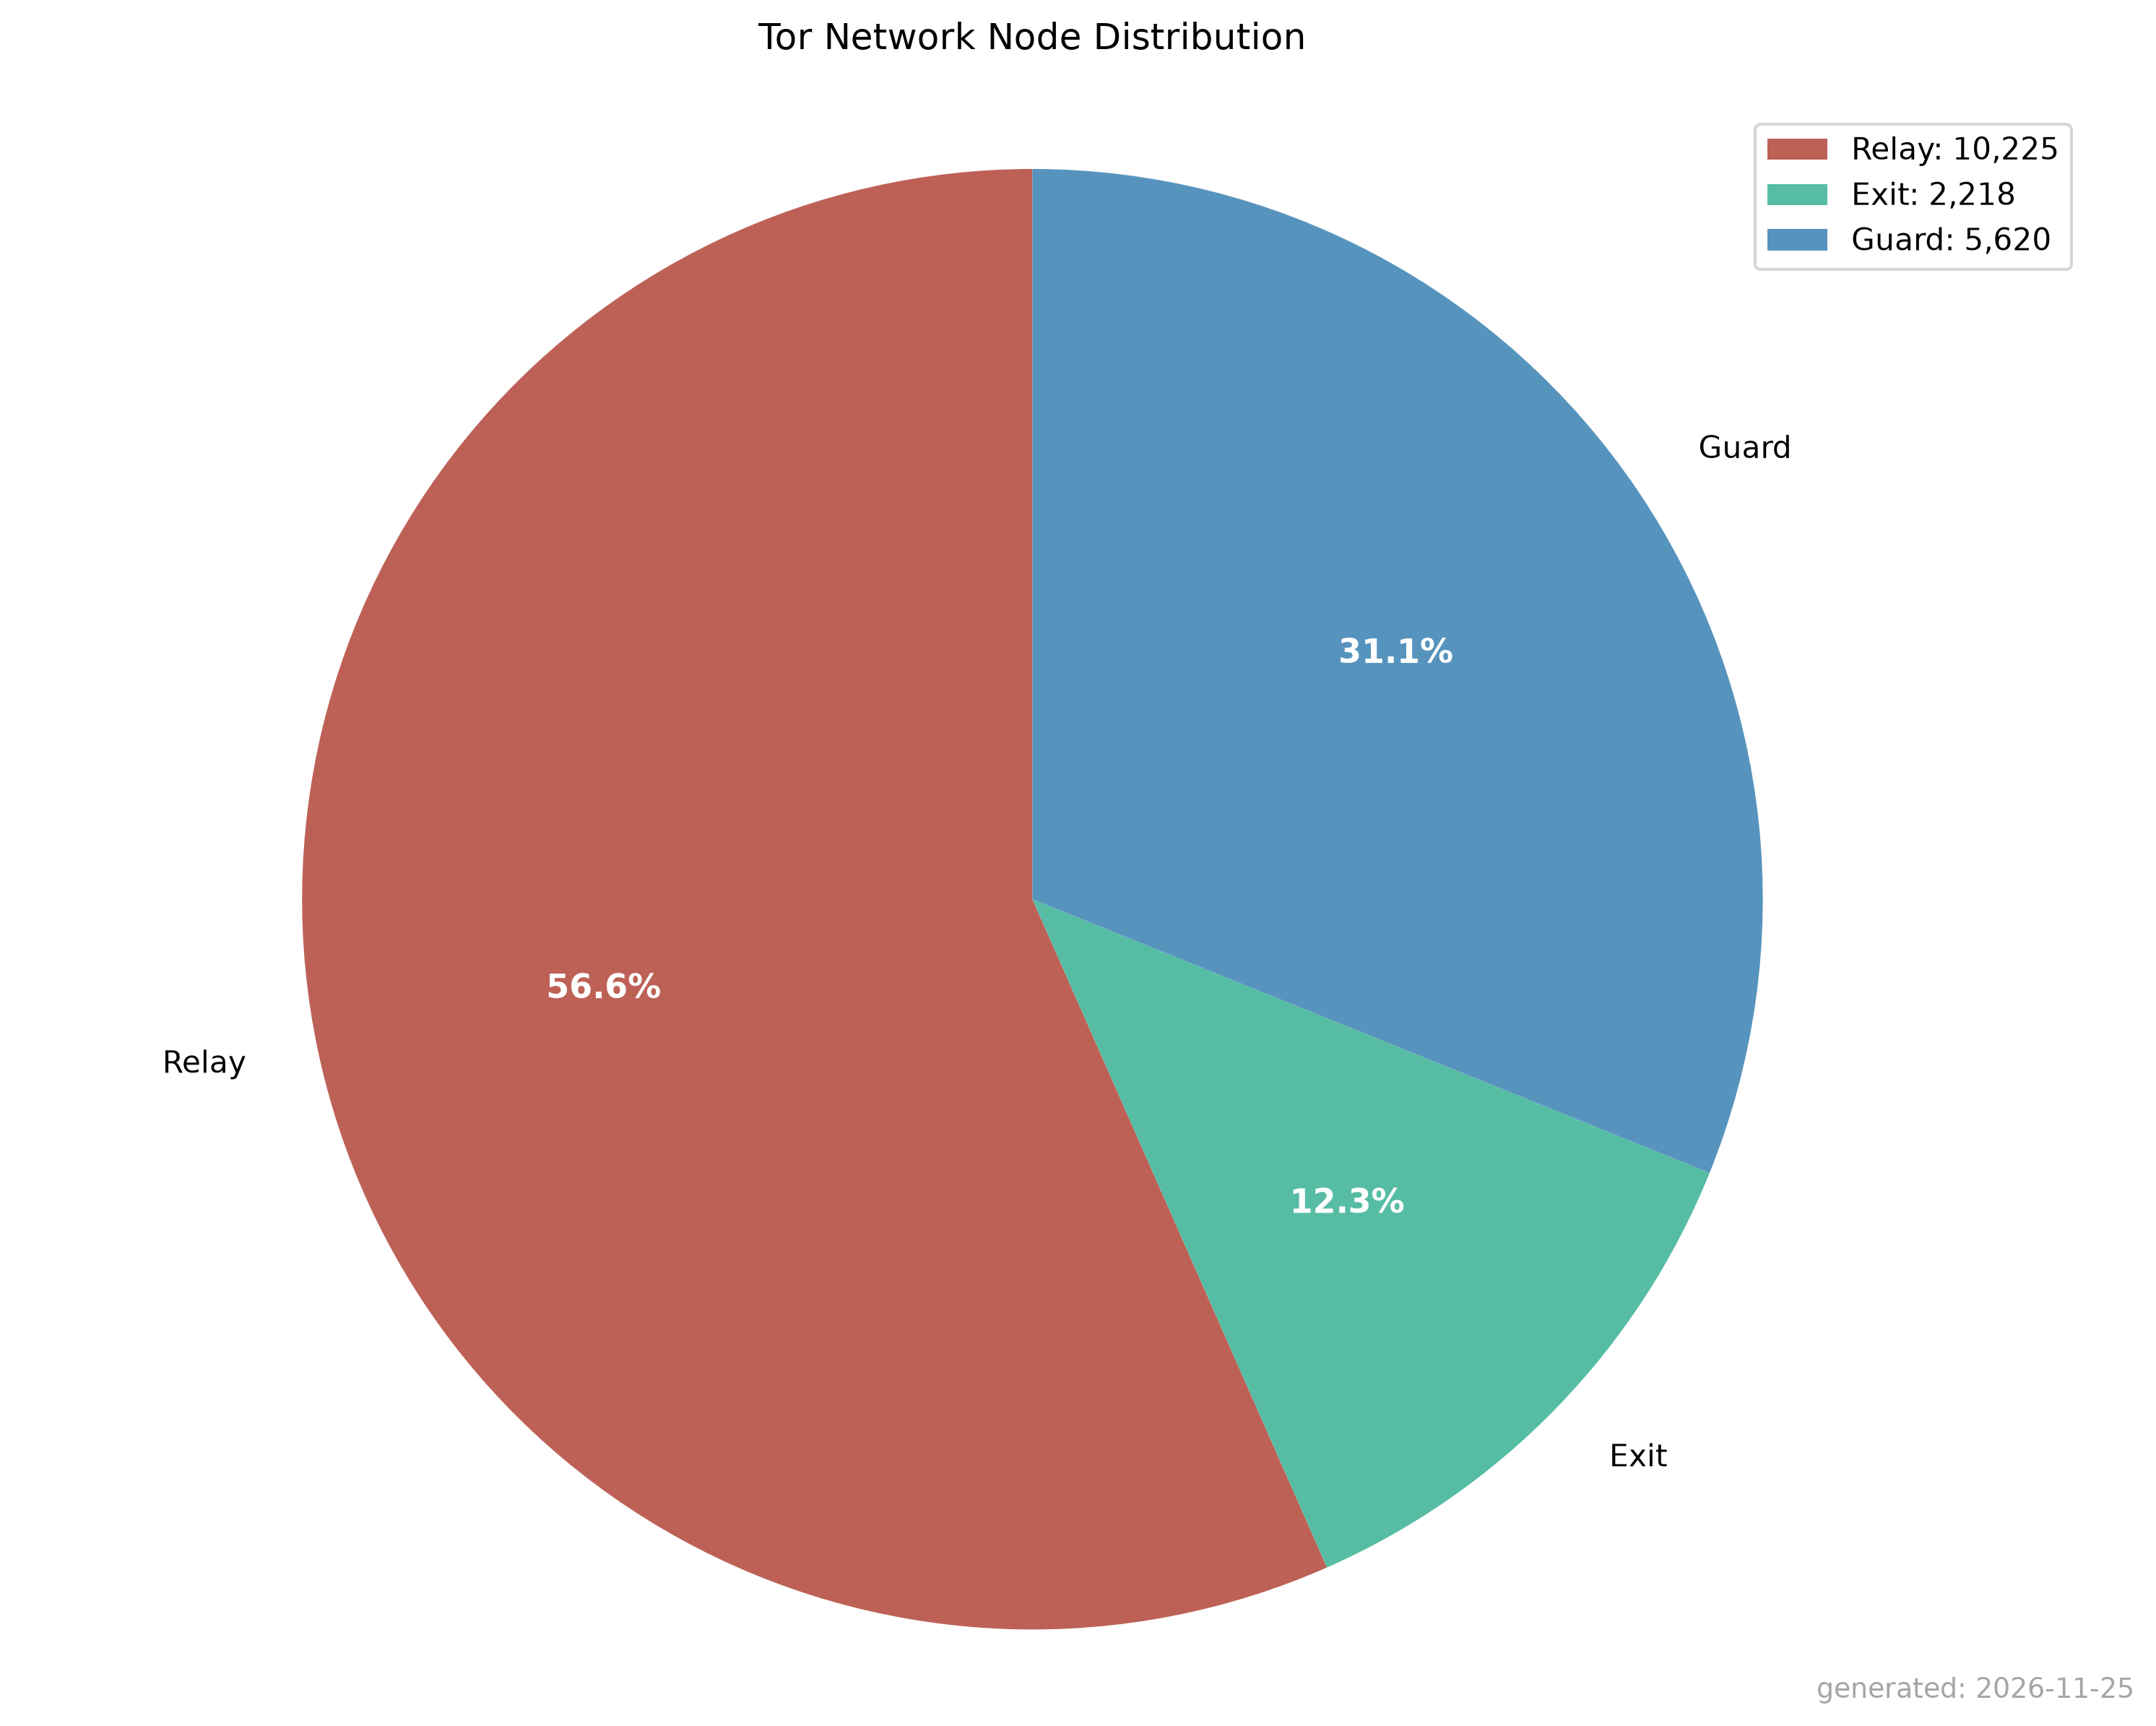 Tor Network Node Distribution
Relay: 10,225
Exit: 2,218
Guard: 5,620
Guard
31.1%
56.6%
Relay
12.3%
Exit
generated: 2026-11-25